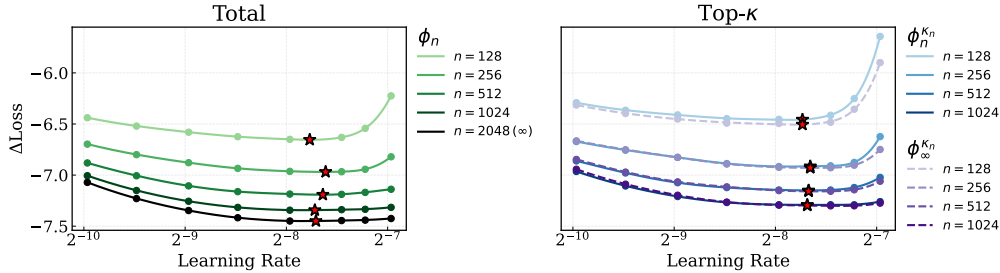 Total
ΔLoss
−6.0
−6.5
−7.0
−7.5
2⁻¹⁰
2⁻⁹
2⁻⁸
2⁻⁷
Learning Rate
ϕₙ
n = 128
n = 256
n = 512
n = 1024
n = 2048 (∞)
Top-κ
2⁻¹⁰
2⁻⁹
2⁻⁸
2⁻⁷
Learning Rate
ϕ_n^{κ_n}
n = 128
n = 256
n = 512
n = 1024
ϕ_∞^{κ_n}
n = 128
n = 256
n = 512
n = 1024